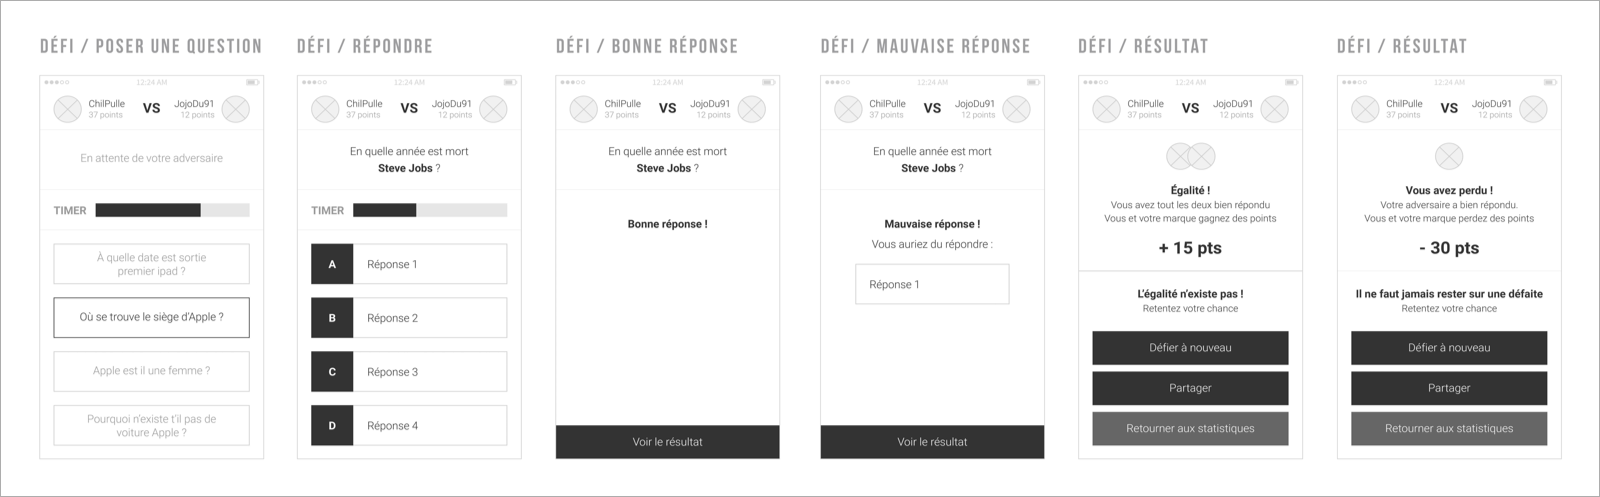 DÉFI / POSER UNE QUESTION
12:24 AM
ChilPulle
37 points
VS
JojoDu91
12 points
En attente de votre adversaire
TIMER
À quelle date est sortie
premier ipad ?
Où se trouve le siège d'Apple ?
Apple est il une femme ?
Pourquoi n'existe t'il pas de
voiture Apple ?
DÉFI / RÉPONDRE
12:24 AM
ChilPulle
37 points
VS
JojoDu91
12 points
En quelle année est mort
Steve Jobs ?
TIMER
A Réponse 1
B Réponse 2
C Réponse 3
D Réponse 4
DÉFI / BONNE RÉPONSE
12:24 AM
ChilPulle
37 points
VS
JojoDu91
12 points
En quelle année est mort
Steve Jobs ?
Bonne réponse !
Voir le résultat
DÉFI / MAUVAISE RÉPONSE
12:24 AM
ChilPulle
37 points
VS
JojoDu91
12 points
En quelle année est mort
Steve Jobs ?
Mauvaise réponse !
Vous auriez du répondre :
Réponse 1
Voir le résultat
DÉFI / RÉSULTAT
12:24 AM
ChilPulle
37 points
VS
JojoDu91
12 points
Égalité !
Vous avez tout les deux bien répondu
Vous et votre marque gagnez des points
+ 15 pts
L'égalité n'existe pas !
Retentez votre chance
Défier à nouveau
Partager
Retourner aux statistiques
DÉFI / RÉSULTAT
12:24 AM
ChilPulle
37 points
VS
JojoDu91
12 points
Vous avez perdu !
Votre adversaire a bien répondu.
Vous et votre marque perdez des points
- 30 pts
Il ne faut jamais rester sur une défaite
Retentez votre chance
Défier à nouveau
Partager
Retourner aux statistiques